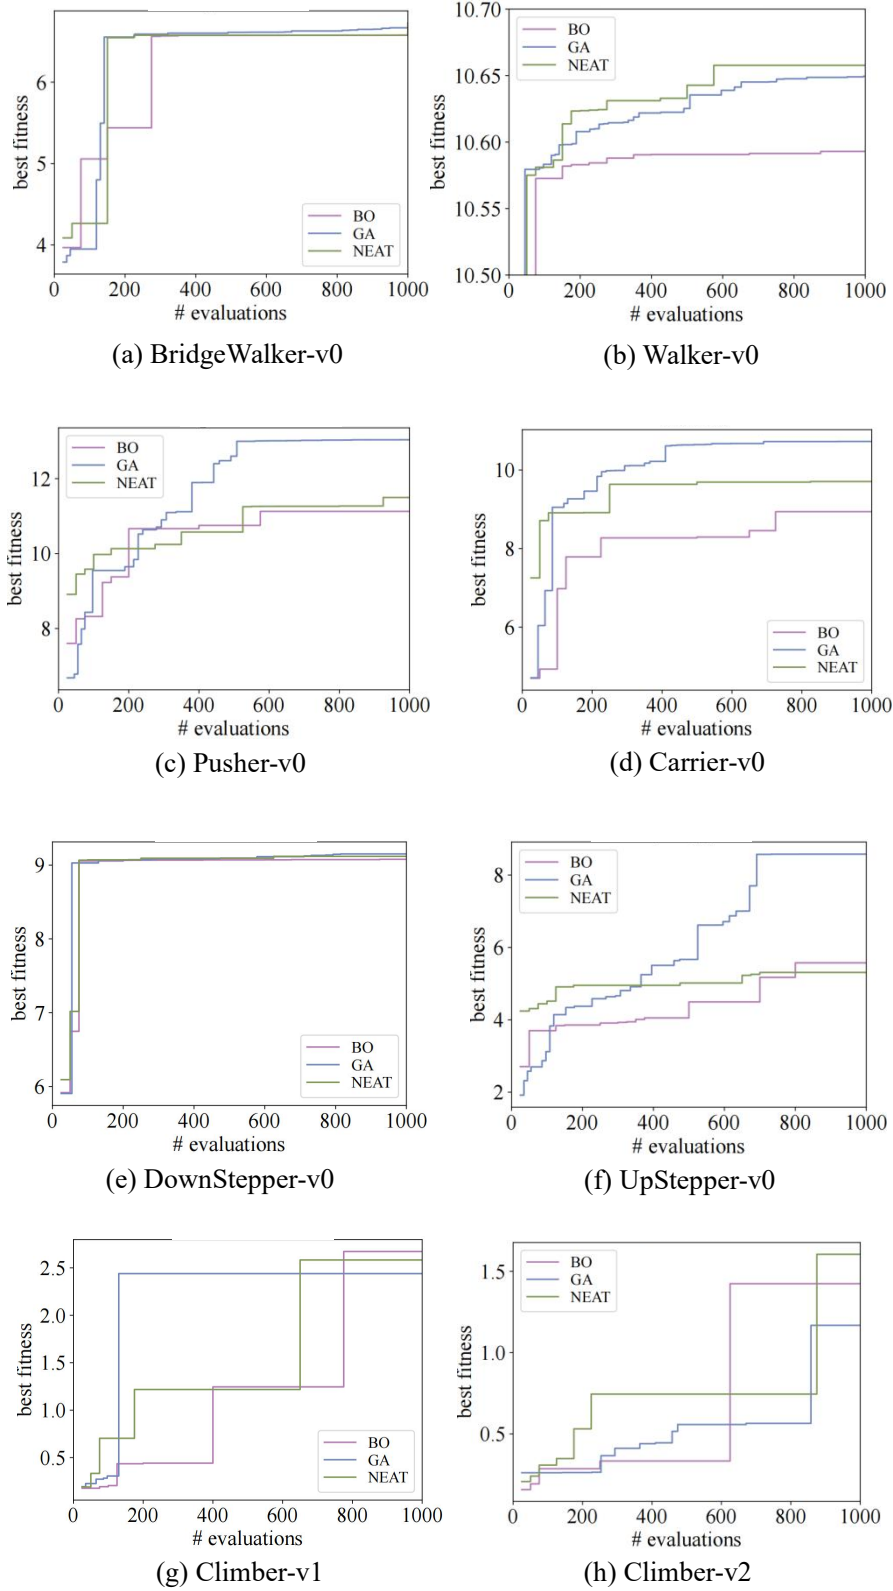 best fitness
6
5
4
BO
GA
NEAT
0 200 400 600 800 1000
# evaluations
(a) BridgeWalker-v0
best fitness
10.70
10.65
10.60
10.55
10.50
BO
GA
NEAT
0 200 400 600 800 1000
# evaluations
(b) Walker-v0
best fitness
12
10
8
BO
GA
NEAT
0 200 400 600 800 1000
# evaluations
(c) Pusher-v0
best fitness
10
8
6
BO
GA
NEAT
0 200 400 600 800 1000
# evaluations
(d) Carrier-v0
best fitness
9
8
7
6
BO
GA
NEAT
0 200 400 600 800 1000
# evaluations
(e) DownStepper-v0
best fitness
8
6
4
2
BO
GA
NEAT
0 200 400 600 800 1000
# evaluations
(f) UpStepper-v0
best fitness
2.5
2.0
1.5
1.0
0.5
BO
GA
NEAT
0 200 400 600 800 1000
# evaluations
(g) Climber-v1
best fitness
1.5
1.0
0.5
BO
GA
NEAT
0 200 400 600 800 1000
# evaluations
(h) Climber-v2